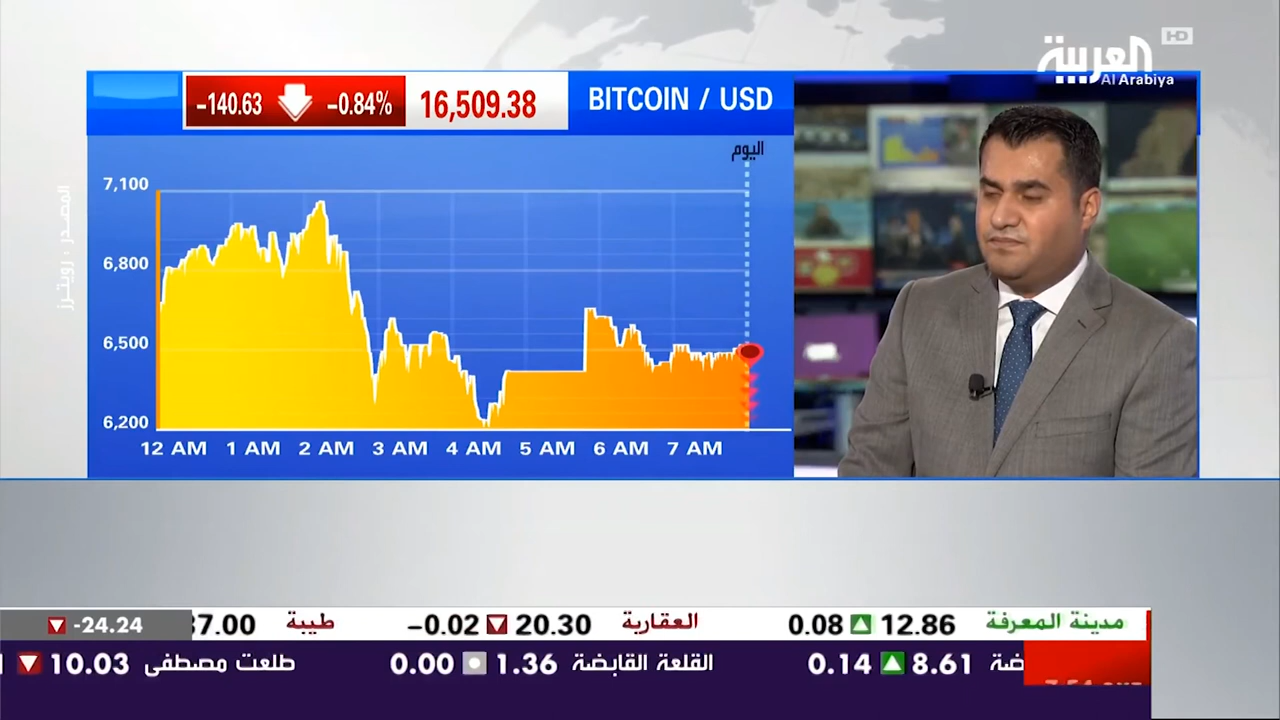 العربية HD
Al Arabiya
-140.63 -0.84% 16,509.38 BITCOIN / USD
اليوم
المصدر : رويترز
7,100
6,800
6,500
6,200
12 AM 1 AM 2 AM 3 AM 4 AM 5 AM 6 AM 7 AM
مدينة المعرفة 12.86 0.08 العقارية 20.30 -0.02 طيبة 37.00 -24.24
8.61 0.14 القلعة القابضة 1.36 0.00 طلعت مصطفى 10.03